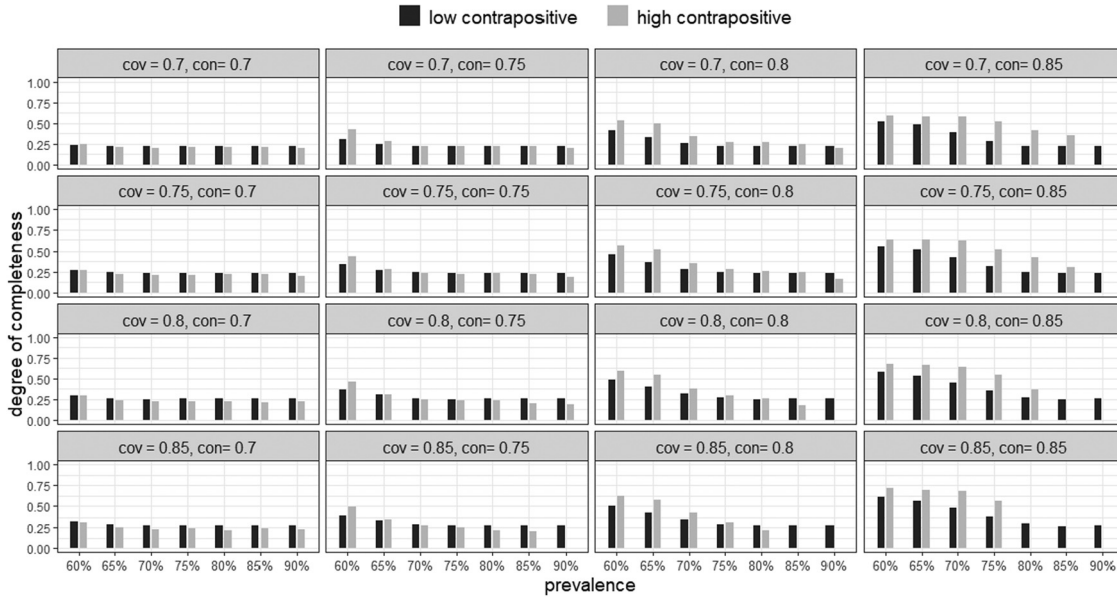 low contrapositive high contrapositive
cov = 0.7, con= 0.7 cov = 0.7, con= 0.75 cov = 0.7, con= 0.8 cov = 0.7, con= 0.85
1.00
0.75
0.50
0.25
0.00
cov = 0.75, con= 0.7 cov = 0.75, con= 0.75 cov = 0.75, con= 0.8 cov = 0.75, con= 0.85
1.00
0.75
0.50
0.25
0.00
cov = 0.8, con= 0.7 cov = 0.8, con= 0.75 cov = 0.8, con= 0.8 cov = 0.8, con= 0.85
1.00
0.75
0.50
0.25
0.00
cov = 0.85, con= 0.7 cov = 0.85, con= 0.75 cov = 0.85, con= 0.8 cov = 0.85, con= 0.85
1.00
0.75
0.50
0.25
0.00
degree of completeness
60% 65% 70% 75% 80% 85% 90% 60% 65% 70% 75% 80% 85% 90% 60% 65% 70% 75% 80% 85% 90% 60% 65% 70% 75% 80% 85% 90%
prevalence